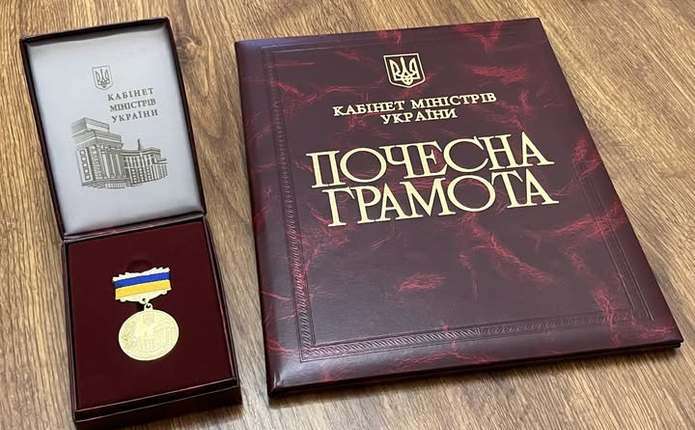 КАБІНЕТ
МІНІСТРІВ
УКРАЇНИ
КАБІНЕТ МІНІСТРІВ
УКРАЇНИ
ПОЧЕСНА
ГРАМОТА